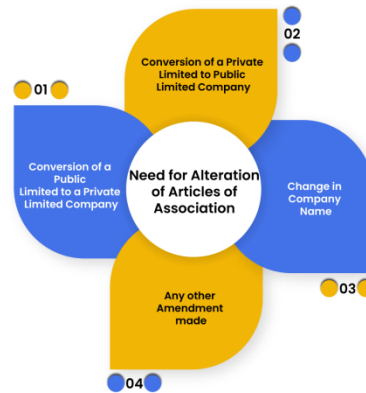 01
Conversion of a
Public
Limited to a Private
Limited Company
02
Conversion of a Private
Limited to Public
Limited Company
Need for Alteration
of Articles of
Association
Change in
Company
Name
03
Any other
Amendment
made
04